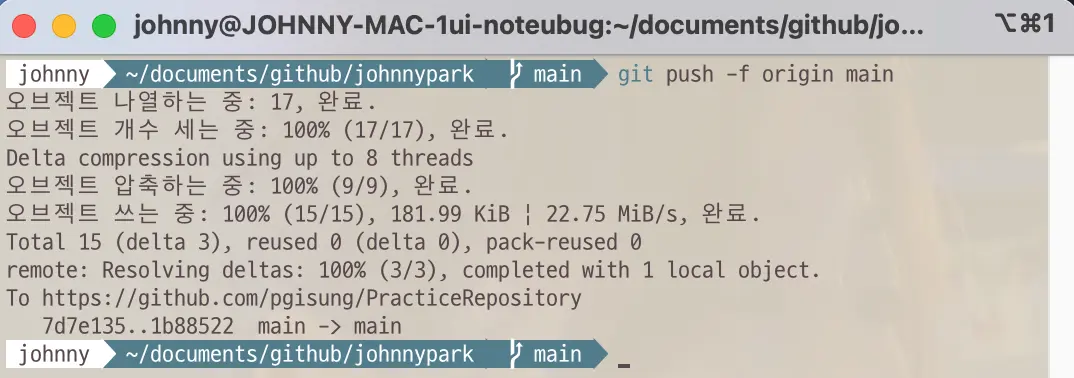 johnny@JOHNNY-MAC-1ui-noteubug:~/documents/github/jo... ⌥⌘1
johnny ~/documents/github/johnnypark main git push -f origin main
오브젝트 나열하는 중: 17, 완료.
오브젝트 개수 세는 중: 100% (17/17), 완료.
Delta compression using up to 8 threads
오브젝트 압축하는 중: 100% (9/9), 완료.
오브젝트 쓰는 중: 100% (15/15), 181.99 KiB ¦ 22.75 MiB/s, 완료.
Total 15 (delta 3), reused 0 (delta 0), pack-reused 0
remote: Resolving deltas: 100% (3/3), completed with 1 local object.
To https://github.com/pgisung/PracticeRepository
7d7e135..1b88522 main -> main
johnny ~/documents/github/johnnypark main